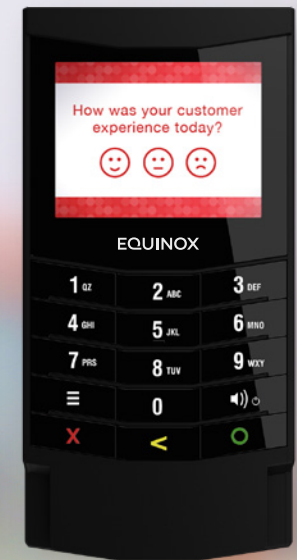 How was your customer
experience today?
EQUINOX
1 QZ 2 ABC 3 DEF
4 GHI 5 JKL 6 MNO
7 PRS 8 TUV 9 WXY
0
X < O